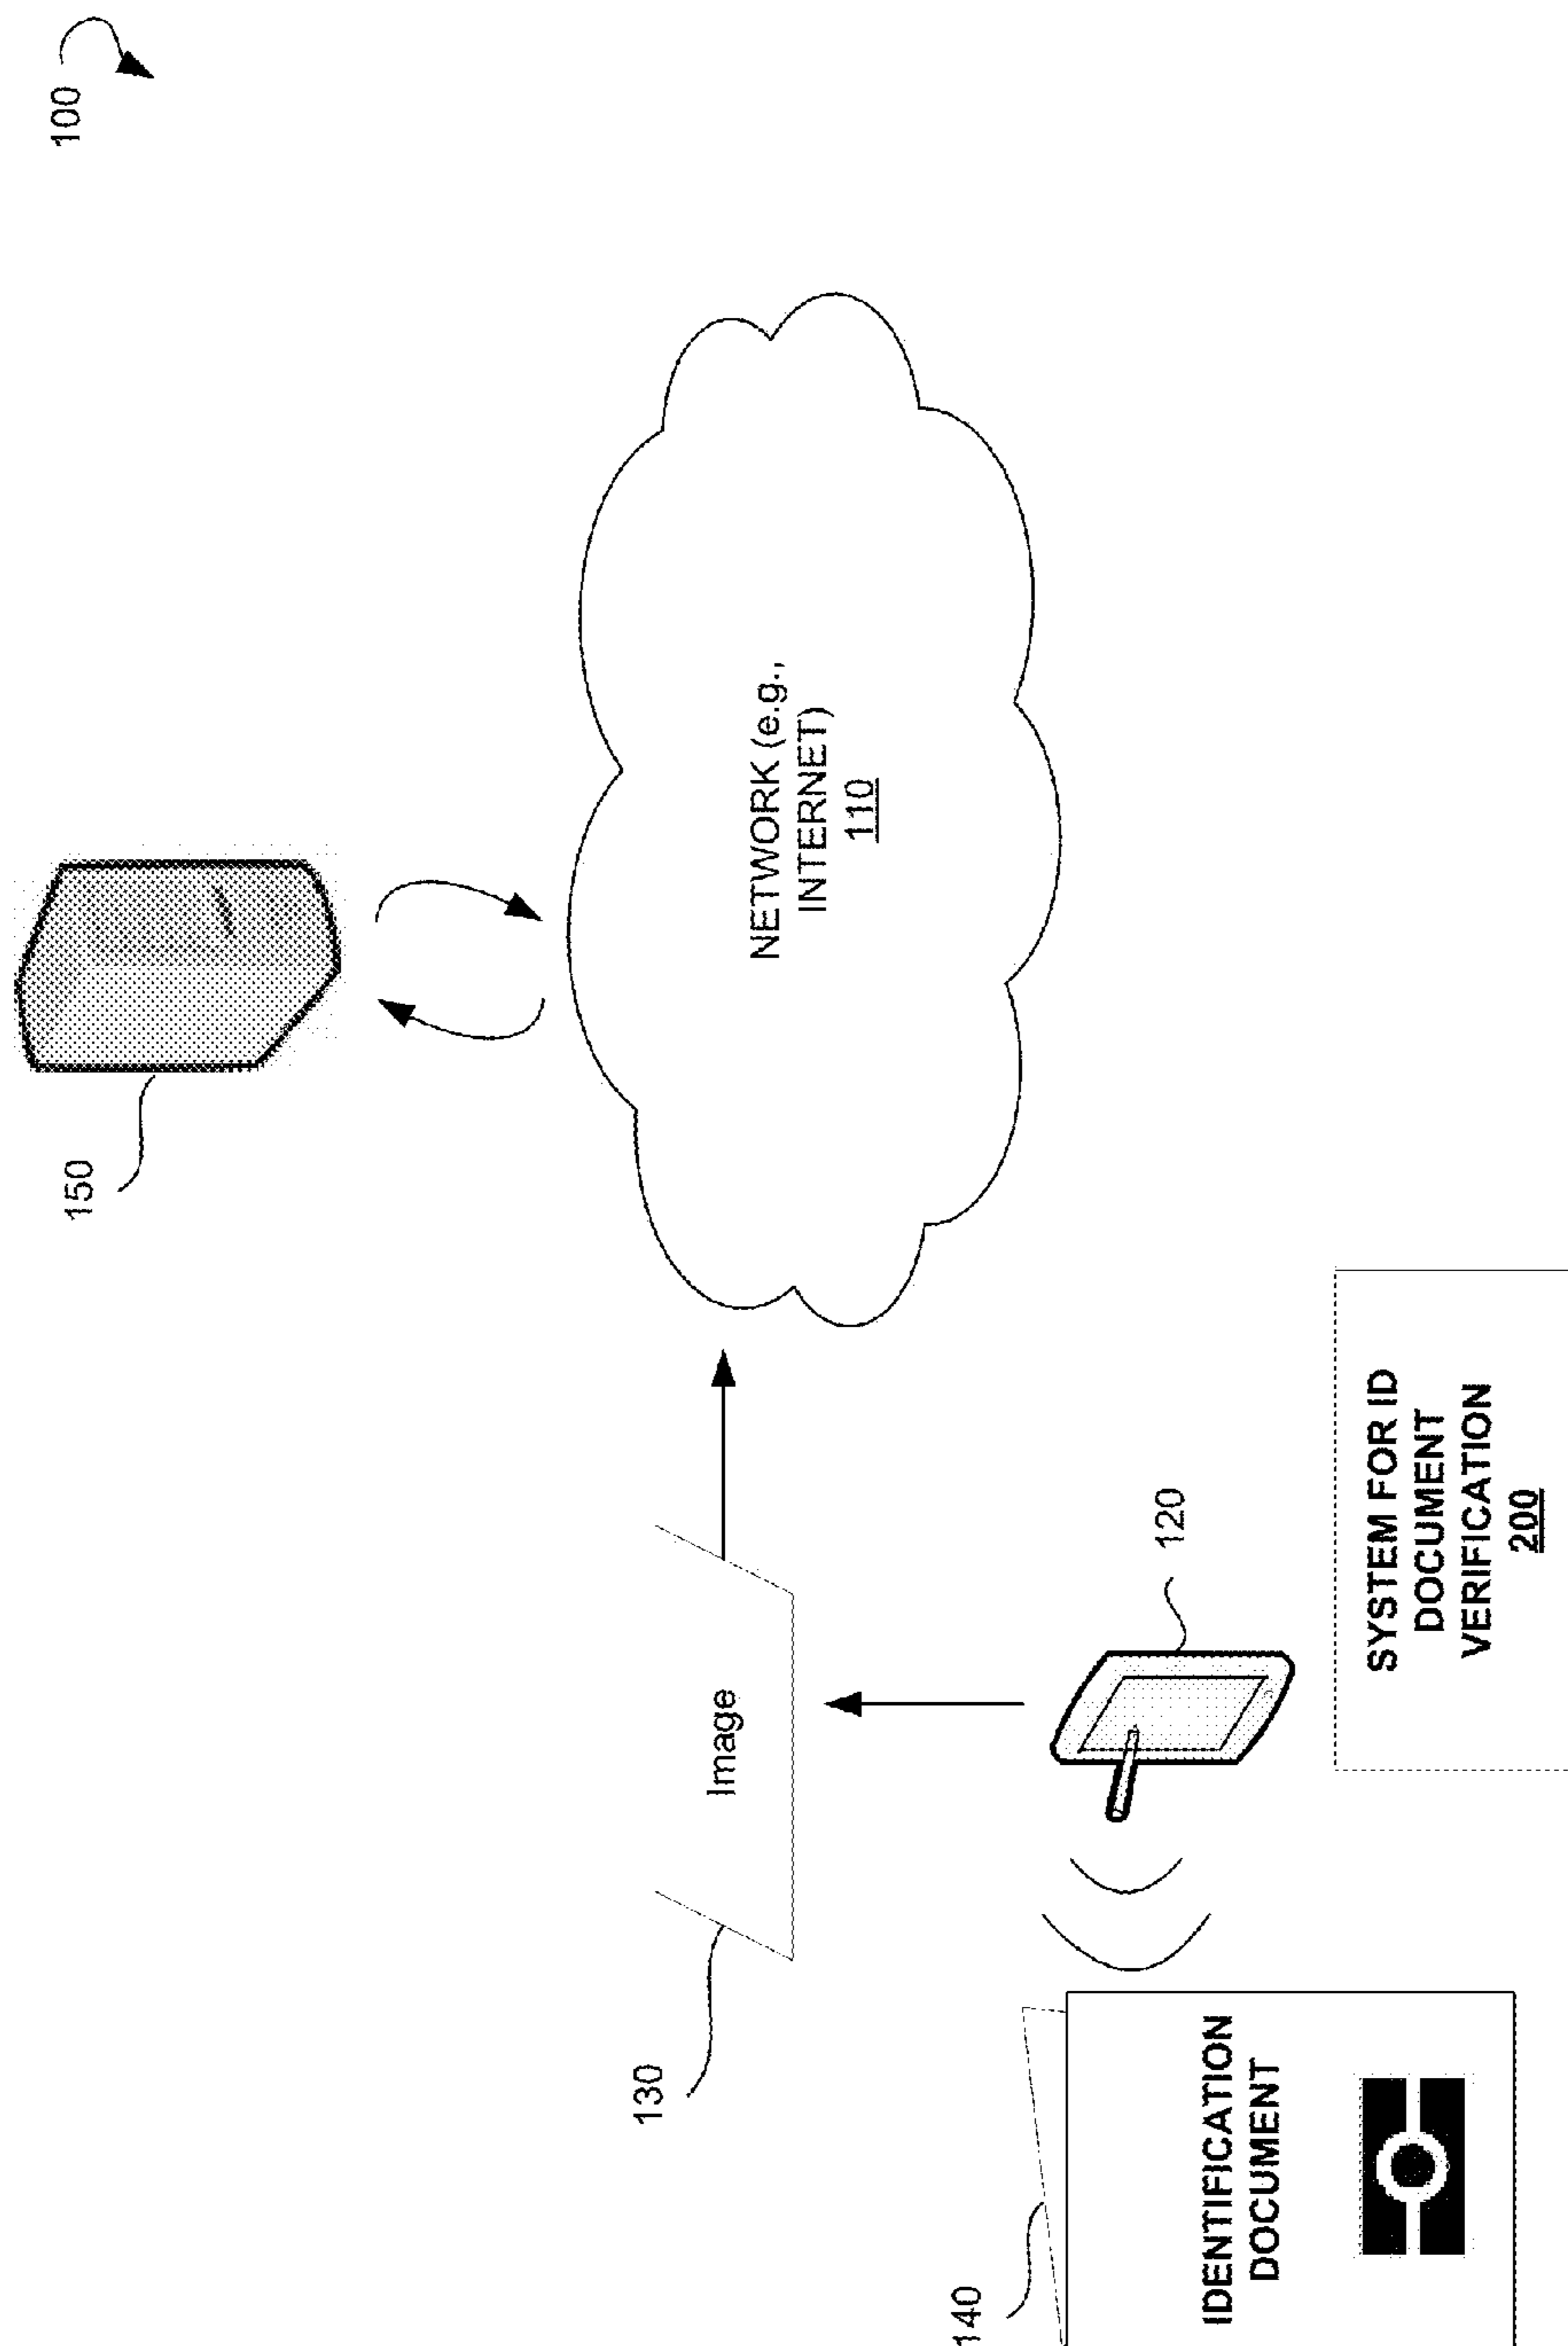 100
150
NETWORK (e.g.,
INTERNET)
110
130
Image
120
140
IDENTIFICATION
DOCUMENT
SYSTEM FOR ID
DOCUMENT
VERIFICATION
200